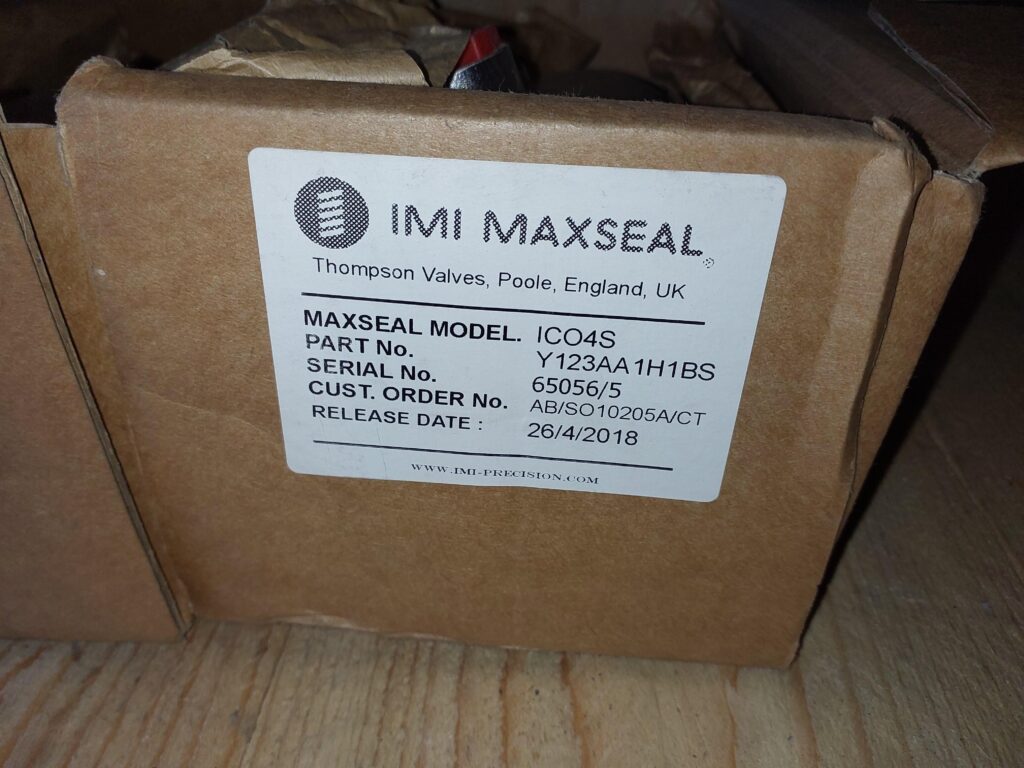 IMI MAXSEAL®
Thompson Valves, Poole, England, UK
MAXSEAL MODEL. ICO4S
PART No. Y123AA1H1BS
SERIAL No. 65056/5
CUST. ORDER No. AB/SO10205A/CT
RELEASE DATE : 26/4/2018
WWW.IMI-PRECISION.COM